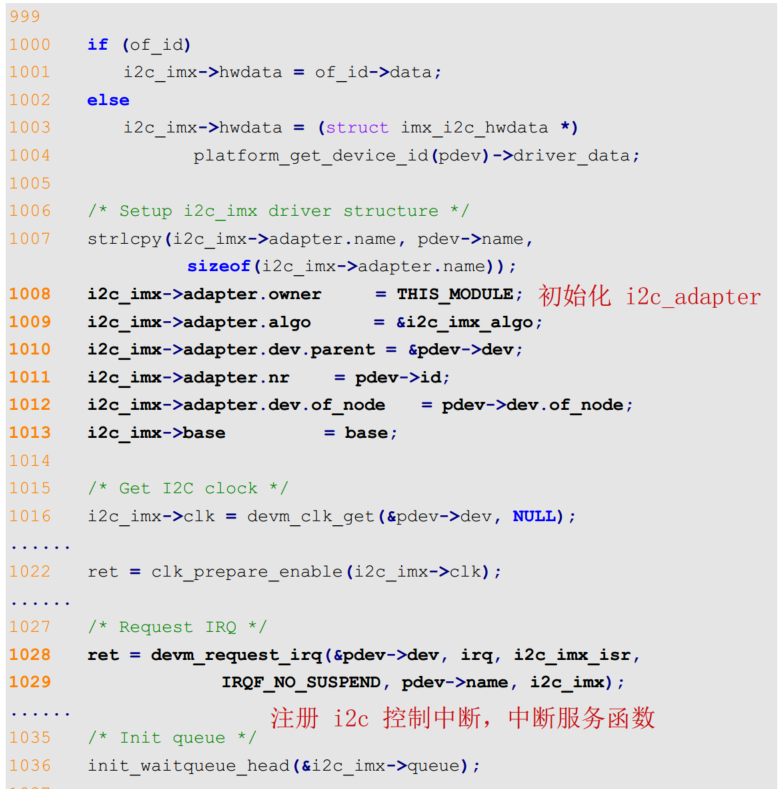 999
1000 if (of_id)
1001 i2c_imx->hwdata = of_id->data;
1002 else
1003 i2c_imx->hwdata = (struct imx_i2c_hwdata *)
1004 platform_get_device_id(pdev)->driver_data;
1005
1006 /* Setup i2c_imx driver structure */
1007 strlcpy(i2c_imx->adapter.name, pdev->name,
sizeof(i2c_imx->adapter.name));
1008 i2c_imx->adapter.owner = THIS_MODULE; 初始化 i2c_adapter
1009 i2c_imx->adapter.algo = &i2c_imx_algo;
1010 i2c_imx->adapter.dev.parent = &pdev->dev;
1011 i2c_imx->adapter.nr = pdev->id;
1012 i2c_imx->adapter.dev.of_node = pdev->dev.of_node;
1013 i2c_imx->base = base;
1014
1015 /* Get I2C clock */
1016 i2c_imx->clk = devm_clk_get(&pdev->dev, NULL);
......
1022 ret = clk_prepare_enable(i2c_imx->clk);
......
1027 /* Request IRQ */
1028 ret = devm_request_irq(&pdev->dev, irq, i2c_imx_isr,
1029 IRQF_NO_SUSPEND, pdev->name, i2c_imx);
...... 注册 i2c 控制中断，中断服务函数
1035 /* Init queue */
1036 init_waitqueue_head(&i2c_imx->queue);